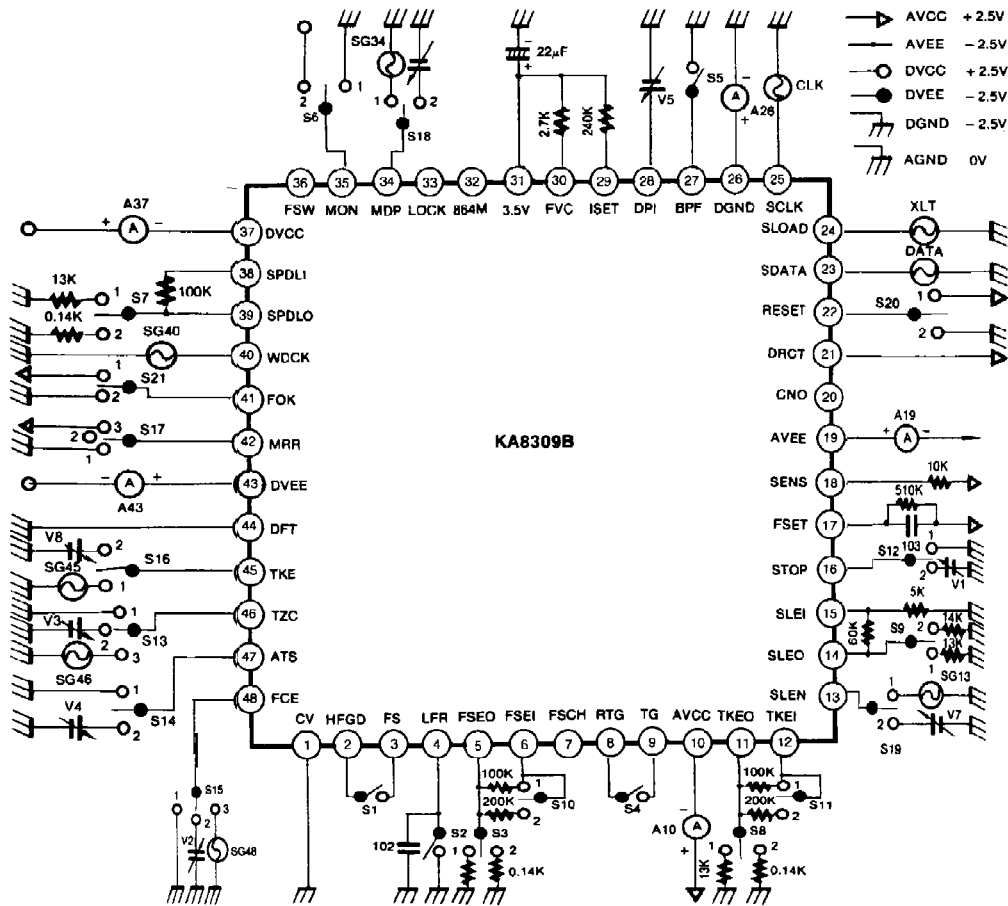 AVCC +2.5V
AVEE -2.5V
DVCC +2.5V
DVEE -2.5V
DGND -2.5V
AGND 0V
SG34
22μF
2
1
S6
1
2
S18
2.7K
240K
V5
S5
A26
CLK
36 35 34 33 32 31 30 29 28 27 26 25
FSW MON MDP LOCK 864M 3.5V FVC ISET DPI BPF DGND SCLK
A37
37 DVCC
38 SPDLI
39 SPDLO
40 WDCK
41 FOK
42 MRR
43 DVEE
44 DFT
45 TKE
46 TZC
47 ATS
48 FCE
13K
1
S7
100K
0.14K
2
SG40
1
S21
2
3
2
S17
1
A43
V8
2
S16
SG45
1
1
V3
2
S13
3
SG46
1
S14
V4
2
KA8309B
XLT
SLOAD 24
DATA
SDATA 23
RESET 22
1
S20
2
DRCT 21
CNO 20
A19
AVEE 19
10K
SENS 18
510K
FSET 17
103
S12
1
2
V1
STOP 16
5K
SLEI 15
60K
S9
2
14K
1
13K
SLEO 14
SG13
SLEN 13
1
2
V7
S19
CV HFGD FS LFR FSEO FSEI FSCH RTG TG AVCC TKEO TKEI
1 2 3 4 5 6 7 8 9 10 11 12
S15
1
2
3
V2
SG48
S1
102
S2
S3
100K
200K
1
S10
2
1
2
0.14K
S4
A10
13K
100K
200K
1
S11
2
S8
1
2
0.14K